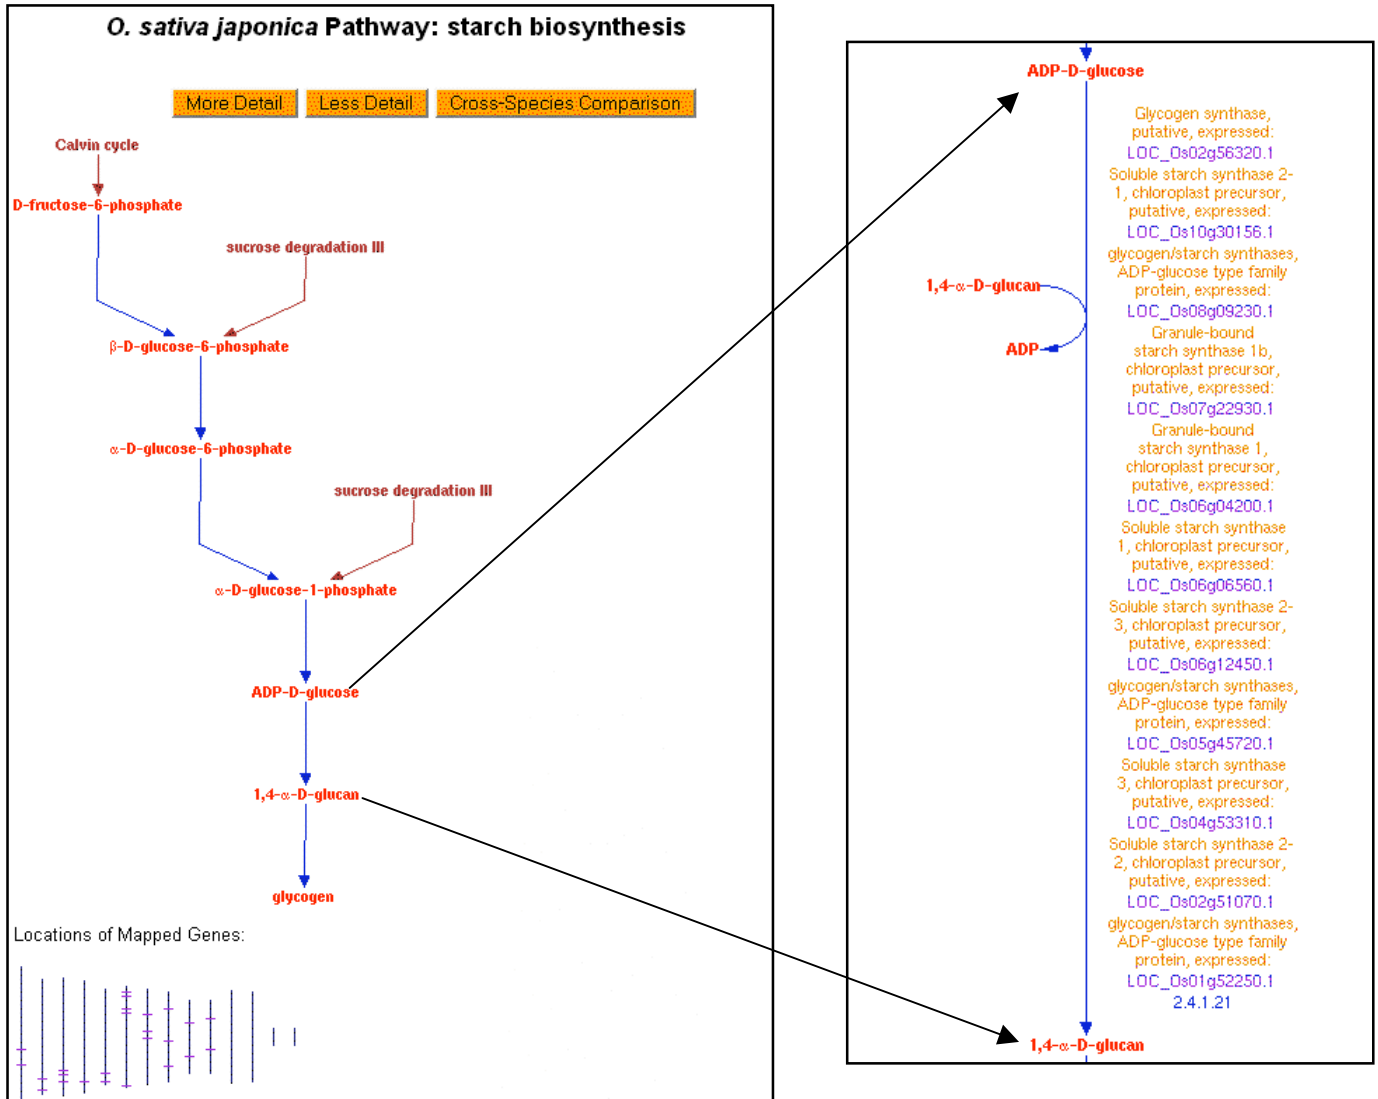 O. sativa japonica Pathway: starch biosynthesis
More Detail
Less Detail
Cross-Species Comparison
Calvin cycle
D-fructose-6-phosphate
sucrose degradation III
β-D-glucose-6-phosphate
α-D-glucose-6-phosphate
sucrose degradation III
α-D-glucose-1-phosphate
ADP-D-glucose
1,4-α-D-glucan
glycogen
Locations of Mapped Genes:
ADP-D-glucose
Glycogen synthase,
putative, expressed:
LOC_Os02g56320.1
Soluble starch synthase 2-
1, chloroplast precursor,
putative, expressed:
LOC_Os10g30156.1
glycogen/starch synthases,
ADP-glucose type family
protein, expressed:
LOC_Os08g09230.1
Granule-bound
starch synthase 1b,
chloroplast precursor,
putative, expressed:
LOC_Os07g22930.1
Granule-bound
starch synthase 1,
chloroplast precursor,
putative, expressed:
LOC_Os06g04200.1
Soluble starch synthase
1, chloroplast precursor,
putative, expressed:
LOC_Os06g06560.1
Soluble starch synthase 2-
3, chloroplast precursor,
putative, expressed:
LOC_Os06g12450.1
glycogen/starch synthases,
ADP-glucose type family
protein, expressed:
LOC_Os05g45720.1
Soluble starch synthase
3, chloroplast precursor,
putative, expressed:
LOC_Os04g53310.1
Soluble starch synthase 2-
2, chloroplast precursor,
putative, expressed:
LOC_Os02g51070.1
glycogen/starch synthases,
ADP-glucose type family
protein, expressed:
LOC_Os01g52250.1
2.4.1.21
1,4-α-D-glucan
ADP
1,4-α-D-glucan